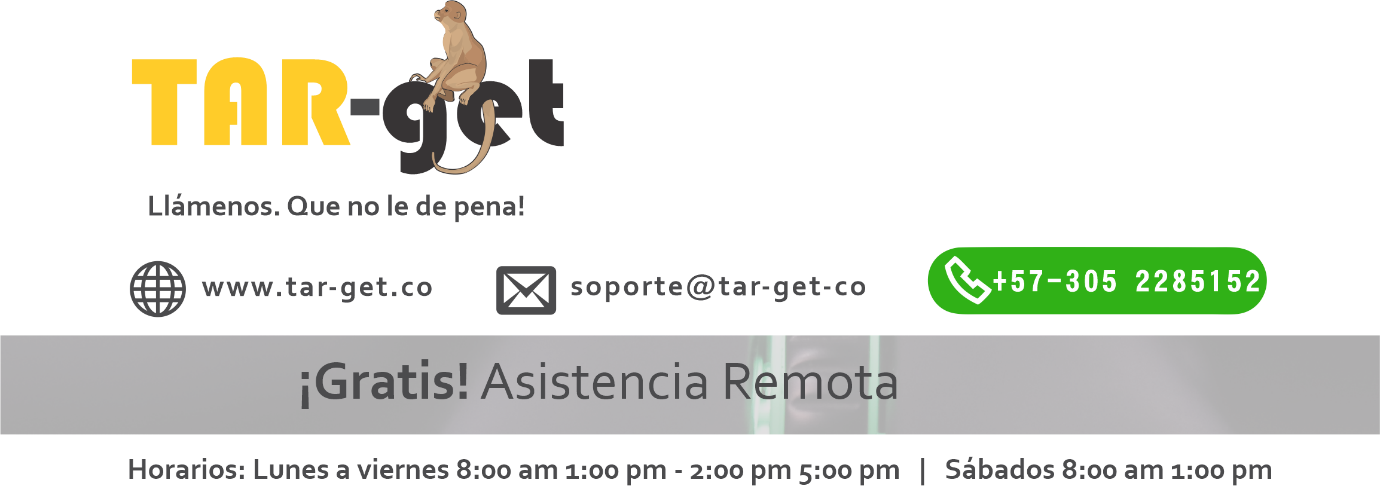 TAR-get
Llámenos. Que no le de pena!
www.tar-get.co
soporte@tar-get-co
+57-305 2285152
¡Gratis! Asistencia Remota
Horarios: Lunes a viernes 8:00 am 1:00 pm - 2:00 pm 5:00 pm | Sábados 8:00 am 1:00 pm